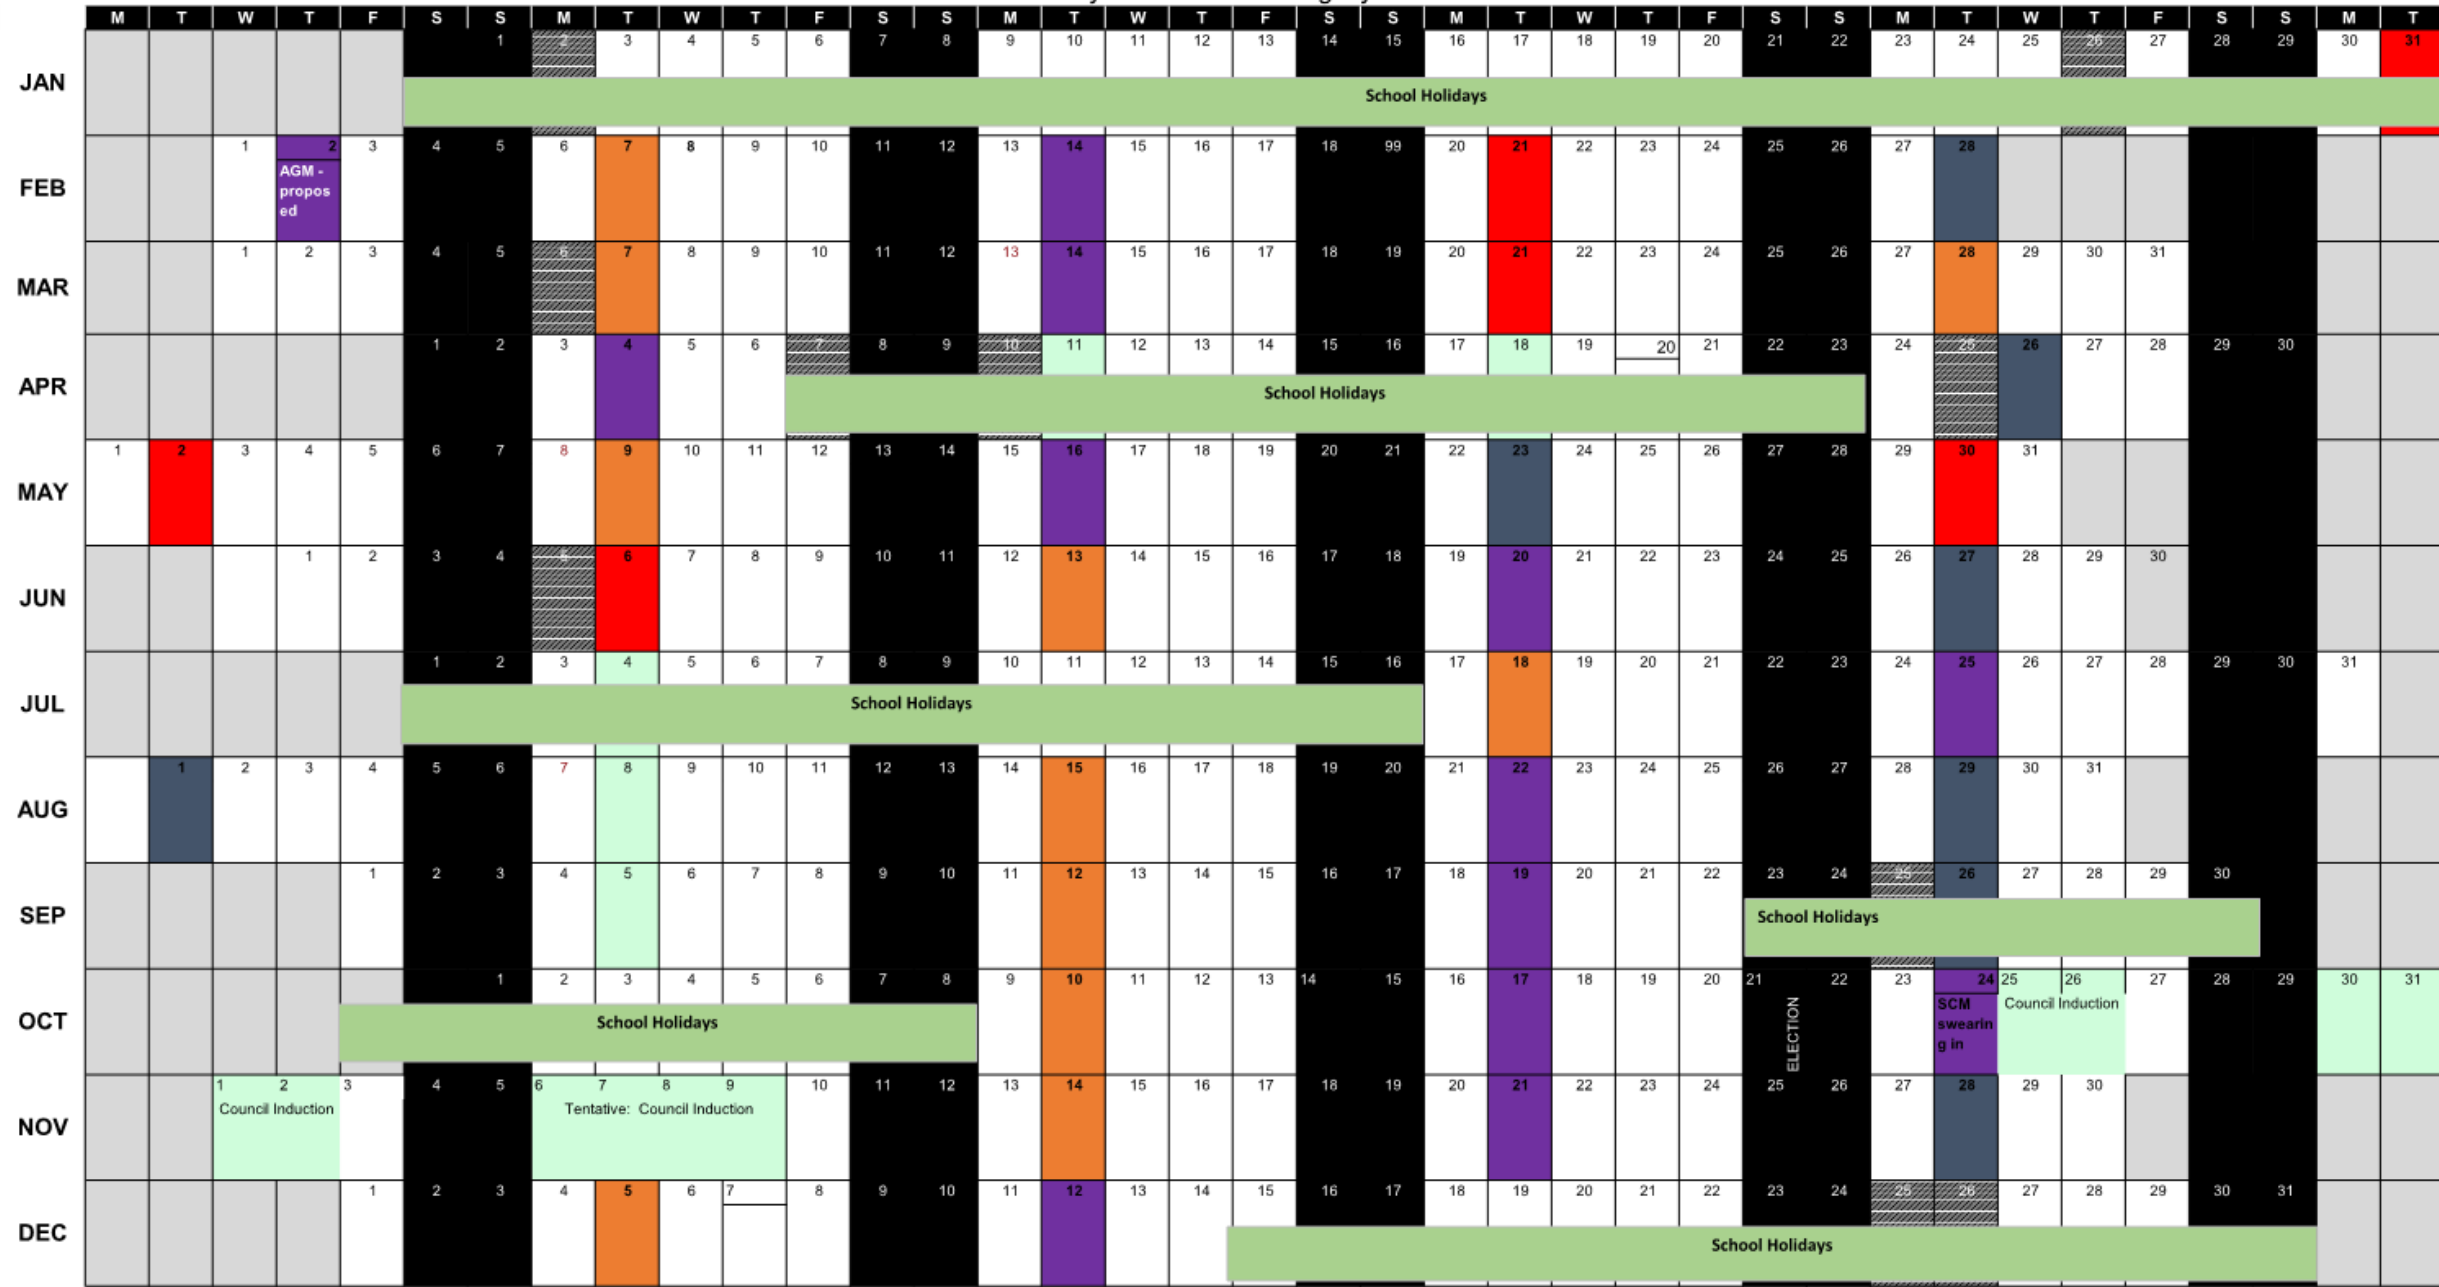 M T W T F S S M T W T F S S M T W T F S S M T W T F S S M T W T F S S M T
JAN
1 2 3 4 5 6 7 8 9 10 11 12 13 14 15 16 17 18 19 20 21 22 23 24 25 26 27 28 29 30 31
School Holidays
FEB
1 2 3 4 5 6 7 8 9 10 11 12 13 14 15 16 17 18 99 20 21 22 23 24 25 26 27 28
AGM -
propos
ed
MAR
1 2 3 4 5 6 7 8 9 10 11 12 13 14 15 16 17 18 19 20 21 22 23 24 25 26 27 28 29 30 31
APR
1 2 3 4 5 6 7 8 9 10 11 12 13 14 15 16 17 18 19 20 21 22 23 24 25 26 27 28 29 30
School Holidays
MAY
1 2 3 4 5 6 7 8 9 10 11 12 13 14 15 16 17 18 19 20 21 22 23 24 25 26 27 28 29 30 31
JUN
1 2 3 4 5 6 7 8 9 10 11 12 13 14 15 16 17 18 19 20 21 22 23 24 25 26 27 28 29 30
JUL
1 2 3 4 5 6 7 8 9 10 11 12 13 14 15 16 17 18 19 20 21 22 23 24 25 26 27 28 29 30 31
School Holidays
AUG
1 2 3 4 5 6 7 8 9 10 11 12 13 14 15 16 17 18 19 20 21 22 23 24 25 26 27 28 29 30 31
SEP
1 2 3 4 5 6 7 8 9 10 11 12 13 14 15 16 17 18 19 20 21 22 23 24 25 26 27 28 29 30
School Holidays
OCT
1 2 3 4 5 6 7 8 9 10 11 12 13 14 15 16 17 18 19 20 21 22 23 24 25 26 27 28 29 30 31
School Holidays
ELECTION
SCM
swearin
g in
Council Induction
NOV
1 2 3 4 5 6 7 8 9 10 11 12 13 14 15 16 17 18 19 20 21 22 23 24 25 26 27 28 29 30
Council Induction
Tentative: Council Induction
DEC
1 2 3 4 5 6 7 8 9 10 11 12 13 14 15 16 17 18 19 20 21 22 23 24 25 26 27 28 29 30 31
School Holidays